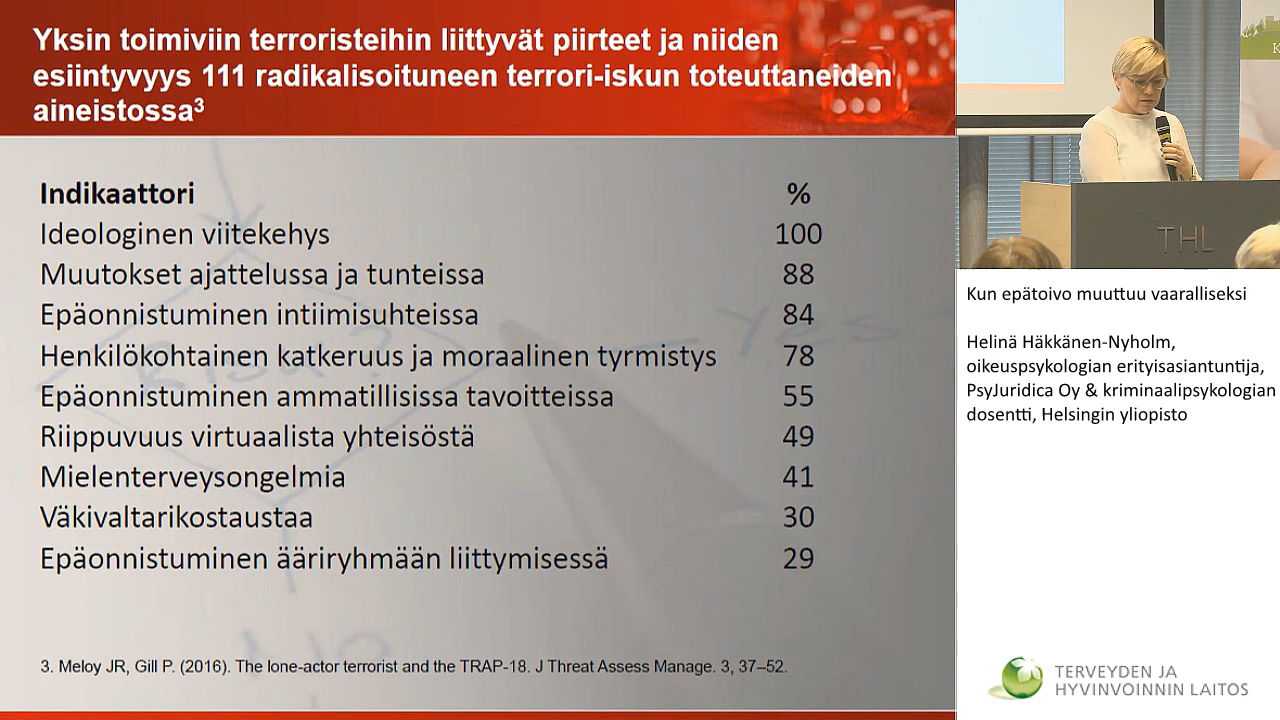 Yksin toimiviin terroristeihin liittyvät piirteet ja niiden
esiintyvyys 111 radikalisoituneen terrori-iskun toteuttaneiden
aineistossa³
Indikaattori %
Ideologinen viitekehys 100
Muutokset ajattelussa ja tunteissa 88
Epäonnistuminen intiimisuhteissa 84
Henkilökohtainen katkeruus ja moraalinen tyrmistys 78
Epäonnistuminen ammatillisissa tavoitteissa 55
Riippuvuus virtuaalista yhteisöstä 49
Mielenterveysongelmia 41
Väkivaltarikostaustaa 30
Epäonnistuminen ääriryhmään liittymisessä 29
3. Meloy JR, Gill P. (2016). The lone-actor terrorist and the TRAP-18. J Threat Assess Manage. 3, 37–52.
Yes
Risk?
THL
K
Kun epätoivo muuttuu vaaralliseksi
Helinä Häkkänen-Nyholm,
oikeuspsykologian erityisasiantuntija,
PsyJuridica Oy & kriminaalipsykologian
dosentti, Helsingin yliopisto
TERVEYDEN JA
HYVINVOINNIN LAITOS